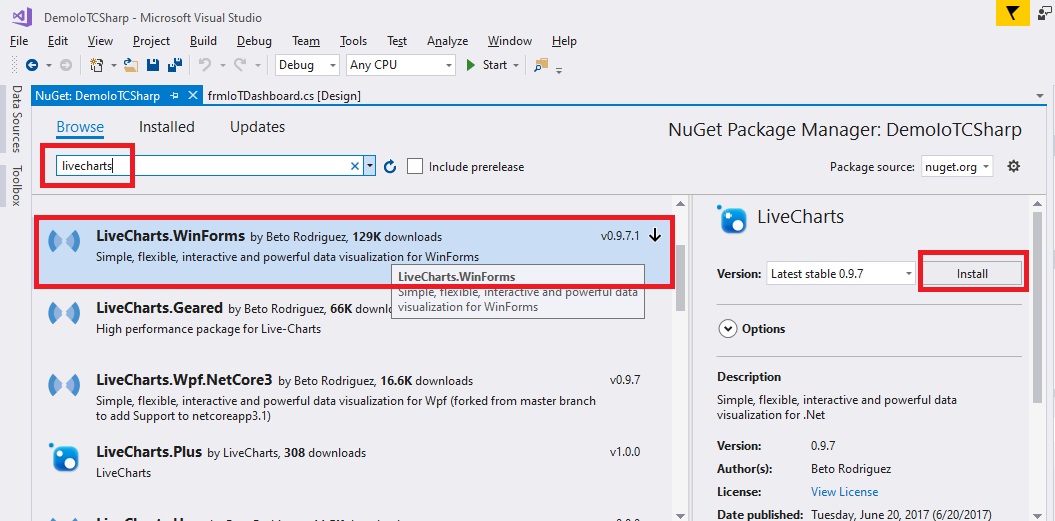 DemoIoTCSharp - Microsoft Visual Studio
File Edit View Project Build Debug Team Tools Test Analyze Window Help
Debug Any CPU Start
Data Sources
Toolbox
NuGet: DemoIoTCSharp frmIoTDashboard.cs [Design]
Browse Installed Updates
NuGet Package Manager: DemoIoTCSharp
livecharts
Include prerelease
Package source: nuget.org
LiveCharts.WinForms by Beto Rodriguez, 129K downloads v0.9.7.1
Simple, flexible, interactive and powerful data visualization for WinForms
LiveCharts.WinForms
Simple, flexible, interactive and powerful data
visualization for WinForms
LiveCharts.Geared by Beto Rodriguez, 66K
High performance package for Live-Charts
LiveCharts.Wpf.NetCore3 by Beto Rodriguez, 16.6K downloads v0.9.7
Simple, flexible, interactive and powerful data visualization for Wpf (forked from master branch
to add Support to netcoreapp3.1)
LiveCharts.Plus by LiveCharts, 308 downloads v1.0.0
LiveCharts
LiveCharts
Version: Latest stable 0.9.7 Install
Options
Description
Simple, flexible, interactive and powerful data
visualization for .Net
Version: 0.9.7
Author(s): Beto Rodriguez
License: View License
Date published: Tuesday, June 20, 2017 (6/20/2017)